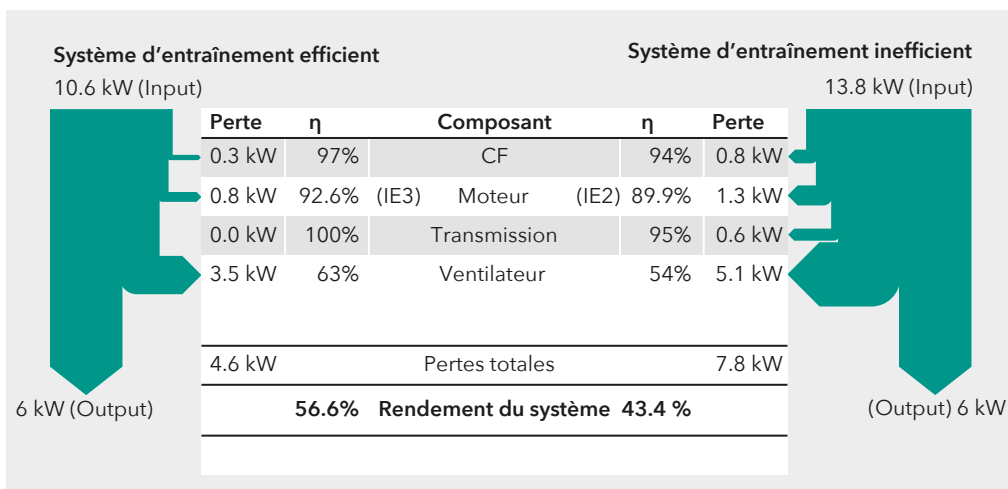 Système d'entraînement efficient
Système d'entraînement inefficient
10.6 kW (Input)
13.8 kW (Input)
Perte η Composant η Perte
0.3 kW 97% CF 94% 0.8 kW
0.8 kW 92.6% (IE3) Moteur (IE2) 89.9% 1.3 kW
0.0 kW 100% Transmission 95% 0.6 kW
3.5 kW 63% Ventilateur 54% 5.1 kW
4.6 kW Pertes totales 7.8 kW
6 kW (Output)
56.6% Rendement du système 43.4 %
(Output) 6 kW